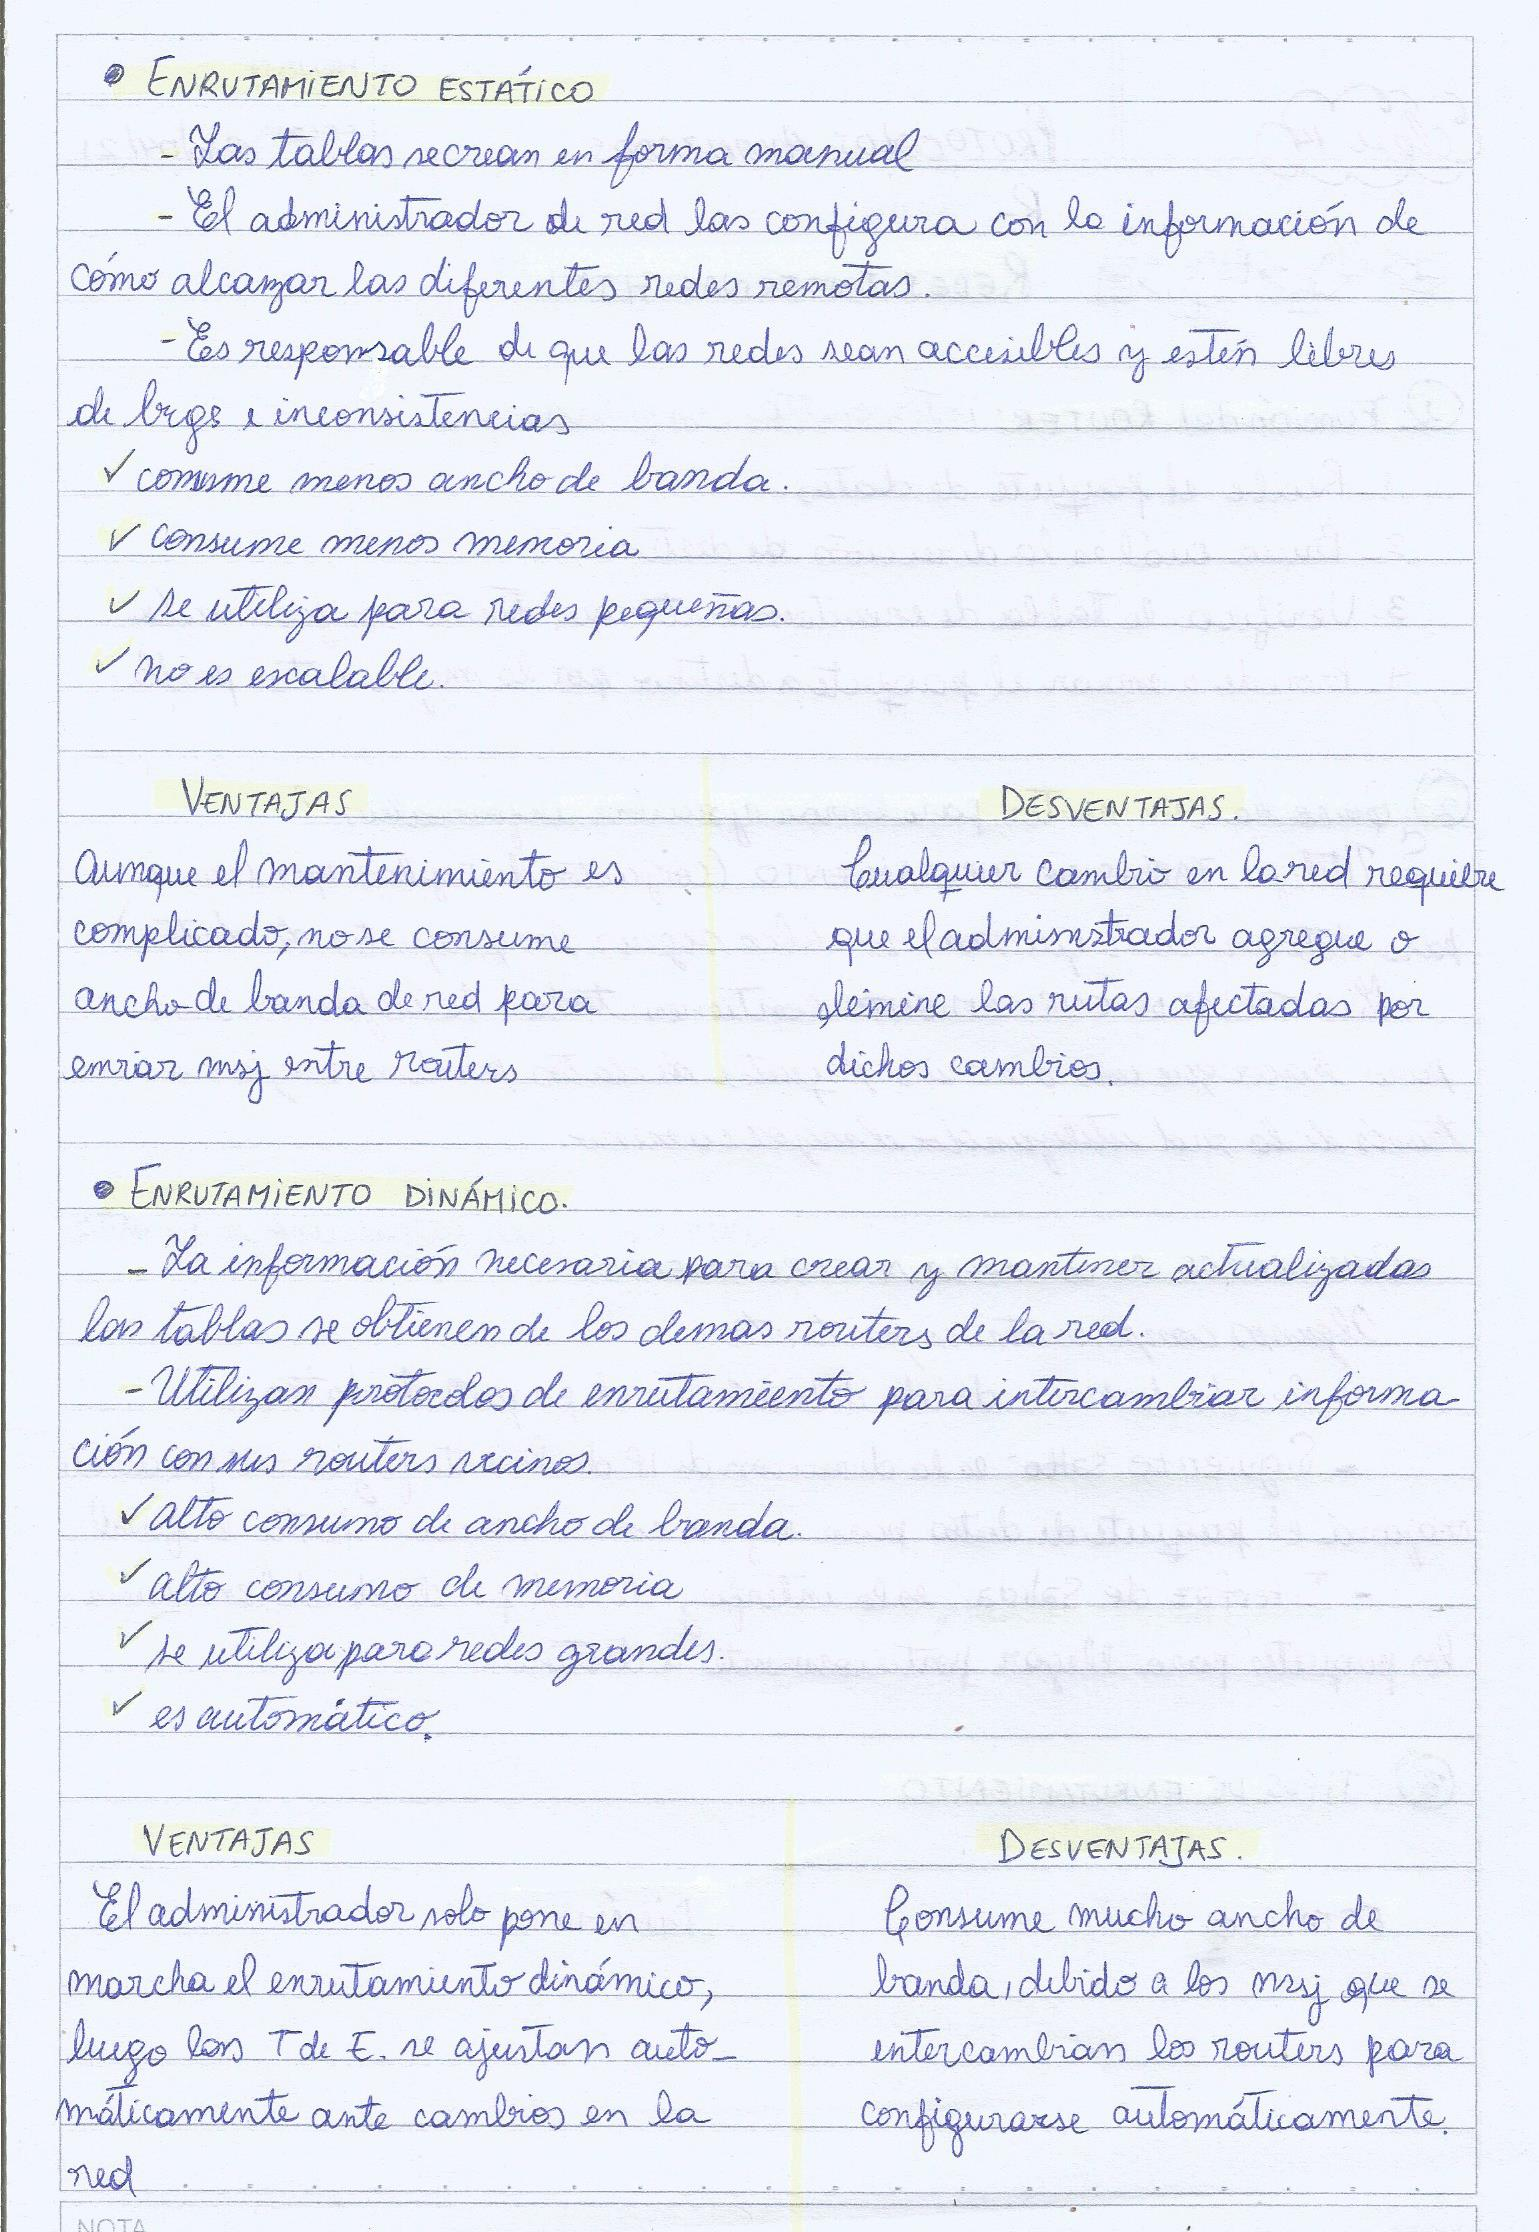 • ENRUTAMIENTO ESTÁTICO
- Las tablas se crean en forma manual
- El administrador de red las configura con la información de
cómo alcanzar las diferentes redes remotas.
- Es responsable de que las redes sean accesibles y estén libres
de brgs e inconsistencias
✓ consume menos ancho de banda.
✓ consume menos memoria
✓ se utiliza para redes pequeñas.
✓ no es escalable.
VENTAJAS
Aunque el mantenimiento es
complicado, no se consume
ancho de banda de red para
enviar msj entre routers
DESVENTAJAS.
Cualquier cambio en la red requiere
que el administrador agregue o
elimine las rutas afectadas por
dichos cambios.
• ENRUTAMIENTO DINÁMICO.
- La información necesaria para crear y mantener actualizadas
las tablas se obtienen de los demas routers de la red.
- Utilizan protocolos de enrutamiento para intercambiar informa-
ción con sus routers vecinos.
✓ alto consumo de ancho de banda.
✓ alto consumo de memoria
✓ se utiliza para redes grandes.
✓ es automático.
VENTAJAS
El administrador solo pone en
marcha el enrutamiento dinámico,
luego las T de E. se ajustan auto-
máticamente ante cambios en la
red
DESVENTAJAS.
Consume mucho ancho de
banda, debido a los msj que se
intercambian los routers para
configurarse automáticamente.
NOTA